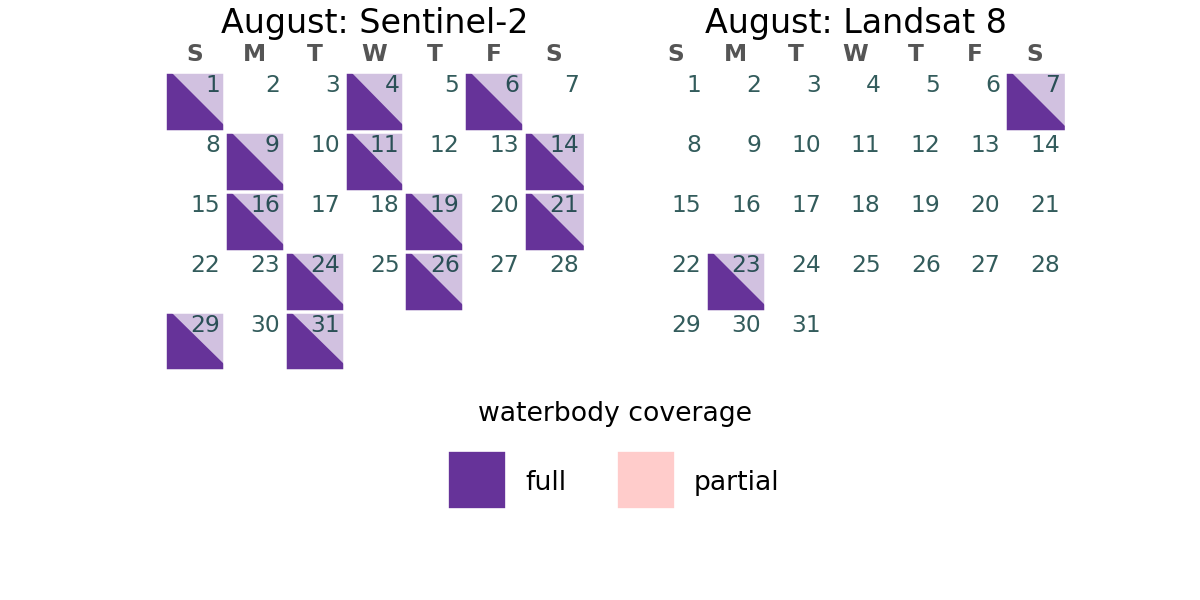 August: Sentinel-2
S M T W T F S
1 2 3 4 5 6 7
8 9 10 11 12 13 14
15 16 17 18 19 20 21
22 23 24 25 26 27 28
29 30 31
August: Landsat 8
S M T W T F S
1 2 3 4 5 6 7
8 9 10 11 12 13 14
15 16 17 18 19 20 21
22 23 24 25 26 27 28
29 30 31
waterbody coverage
full partial